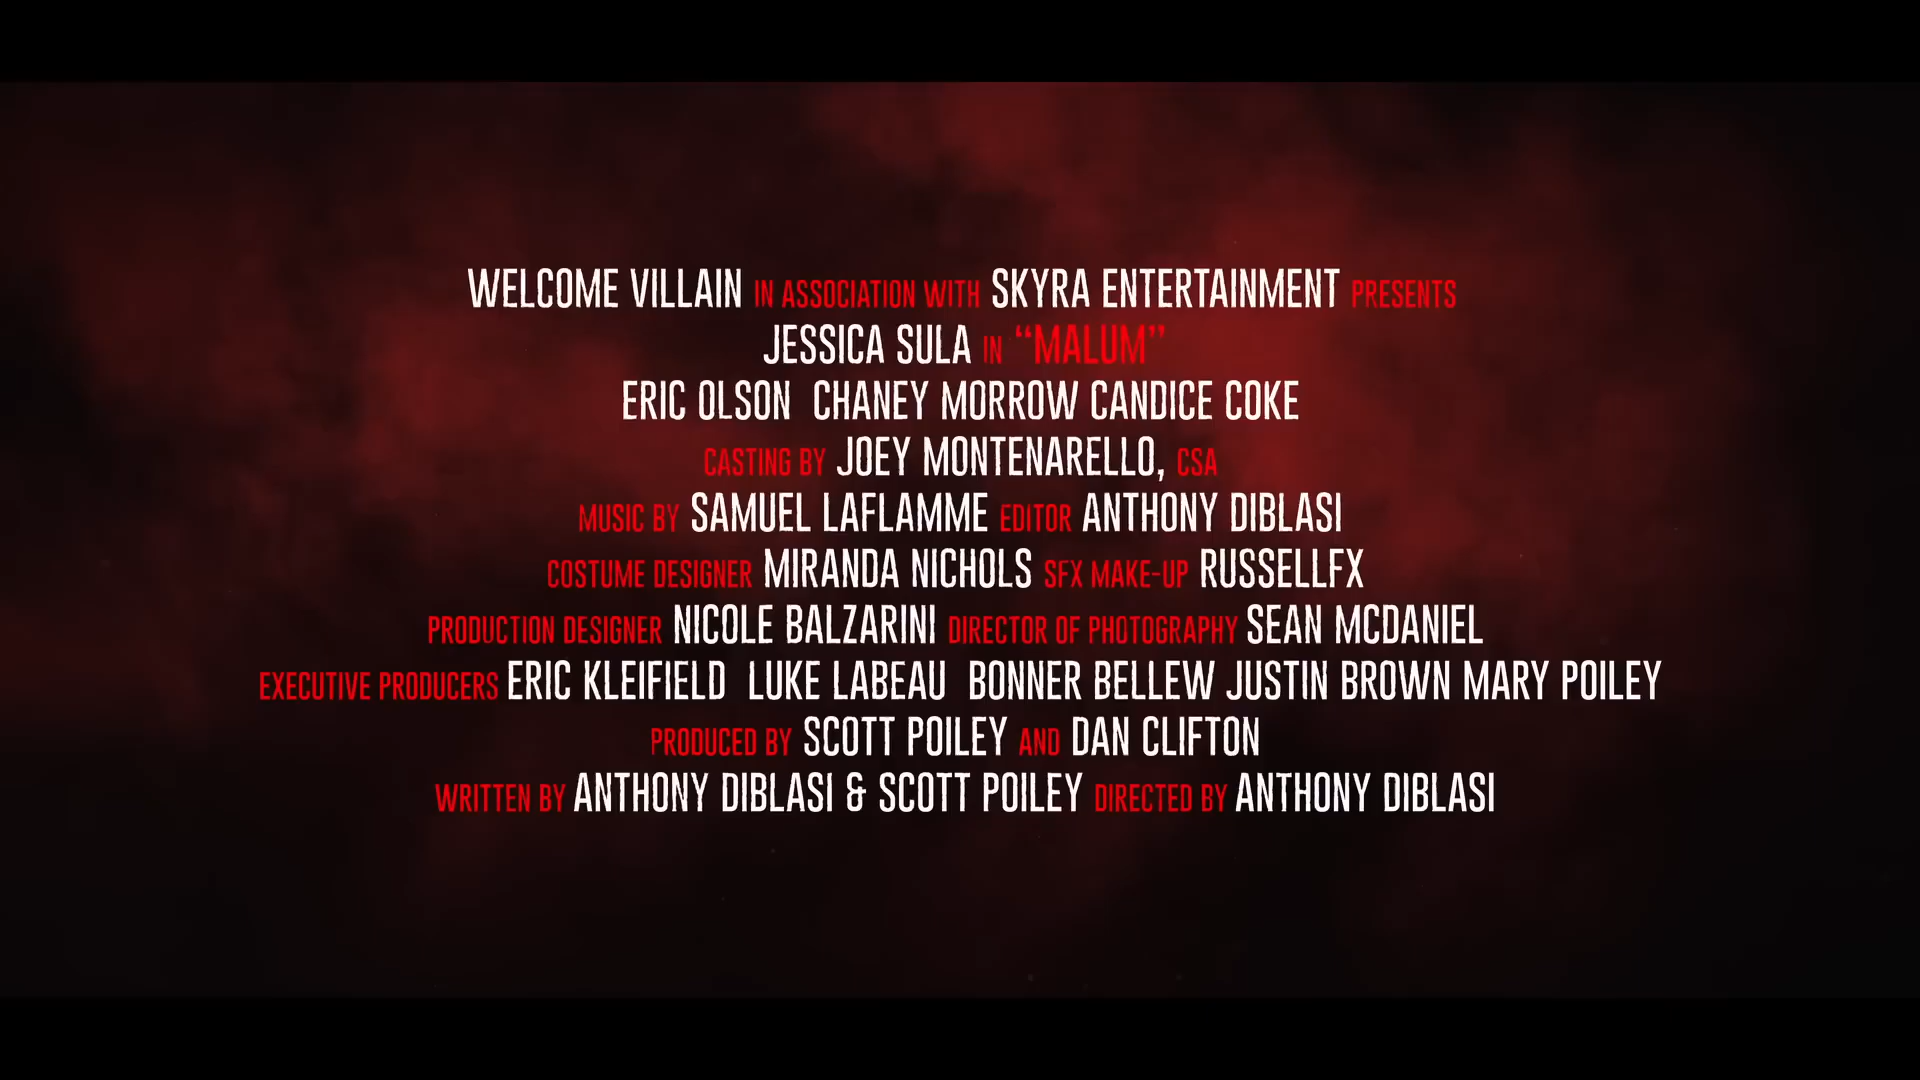 WELCOME VILLAIN IN ASSOCIATION WITH SKYRA ENTERTAINMENT PRESENTS
JESSICA SULA IN “MALUM”
ERIC OLSON CHANEY MORROW CANDICE COKE
CASTING BY JOEY MONTENARELLO, CSA
MUSIC BY SAMUEL LAFLAMME EDITOR ANTHONY DIBLASI
COSTUME DESIGNER MIRANDA NICHOLS SFX MAKE-UP RUSSELLFX
PRODUCTION DESIGNER NICOLE BALZARINI DIRECTOR OF PHOTOGRAPHY SEAN MCDANIEL
EXECUTIVE PRODUCERS ERIC KLEIFIELD LUKE LABEAU BONNER BELLEW JUSTIN BROWN MARY POILEY
PRODUCED BY SCOTT POILEY AND DAN CLIFTON
WRITTEN BY ANTHONY DIBLASI & SCOTT POILEY DIRECTED BY ANTHONY DIBLASI